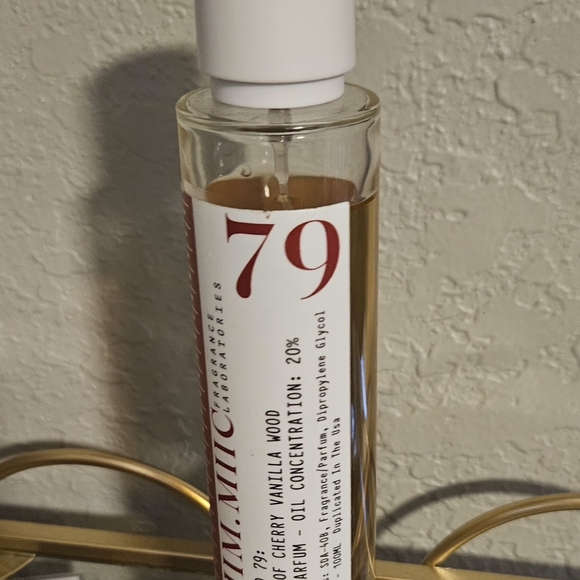 79
FRAGRANCE
LABORATORIES
79:
OF CHERRY VANILLA WOOD
PARFUM - OIL CONCENTRATION: 20%
SDA-40B, Fragrance/Parfum, Dipropylene Glycol
- 100ML Duplicated In The Usa